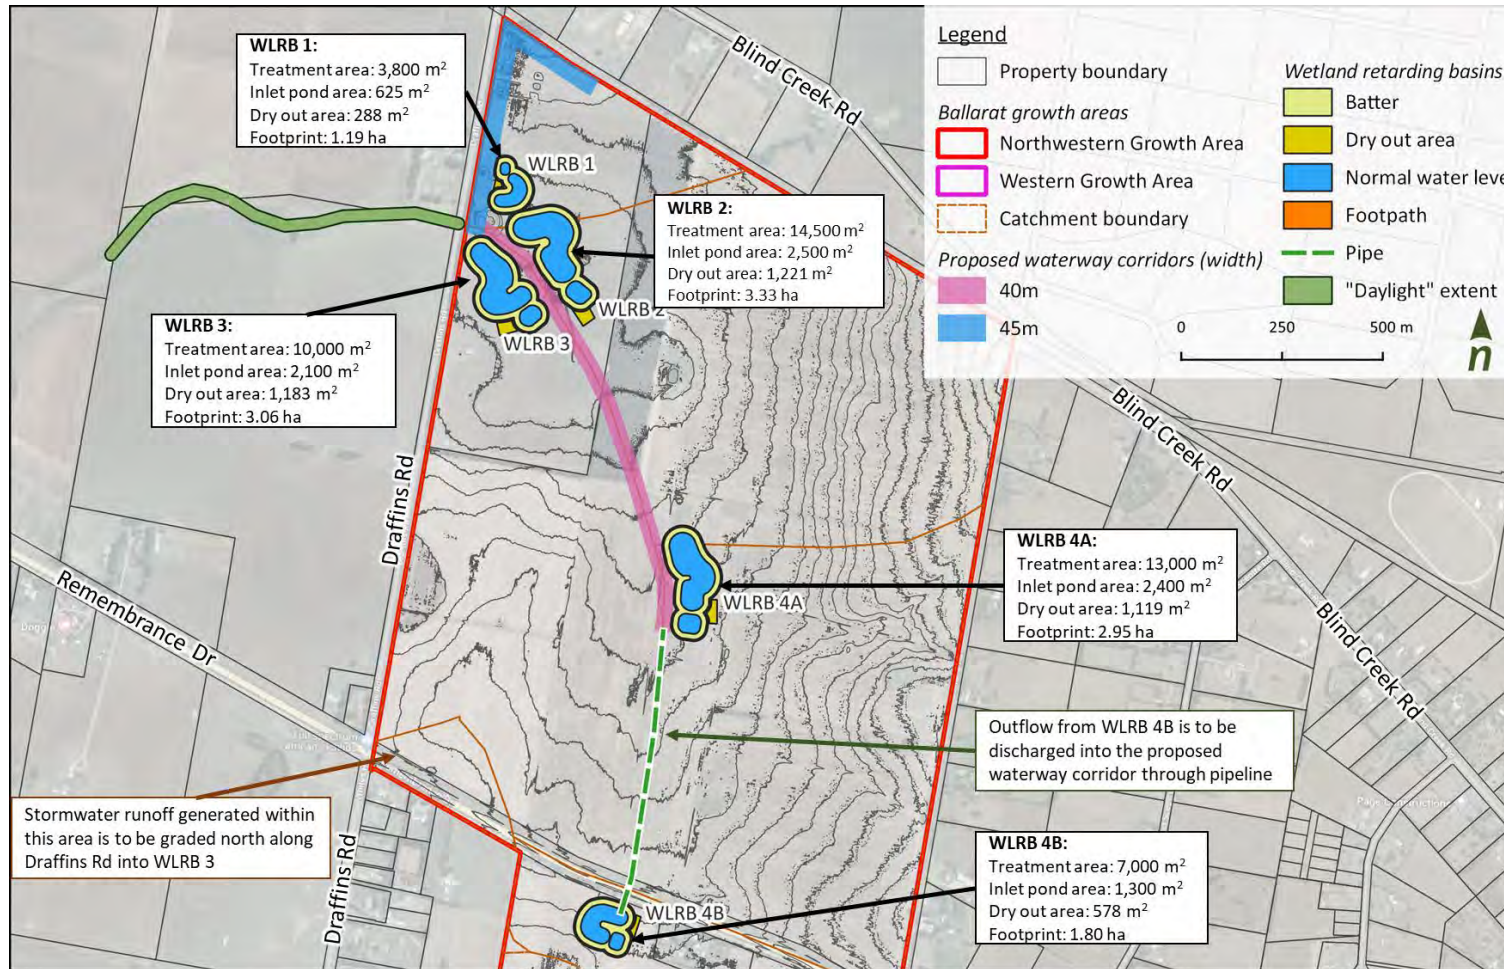 WLRB 1:
Treatment area: 3,800 m²
Inlet pond area: 625 m²
Dry out area: 288 m²
Footprint: 1.19 ha
Blind Creek Rd
Legend
Property boundary
Ballarat growth areas
Northwestern Growth Area
Western Growth Area
Catchment boundary
Proposed waterway corridors (width)
40m
45m
Wetland retarding basins
Batter
Dry out area
Normal water leve
Footpath
Pipe
"Daylight" extent
0 250 500 m
n
WLRB 1
WLRB 2:
Treatment area: 14,500 m²
Inlet pond area: 2,500 m²
Dry out area: 1,221 m²
Footprint: 3.33 ha
WLRB 2
WLRB 3
WLRB 3:
Treatment area: 10,000 m²
Inlet pond area: 2,100 m²
Dry out area: 1,183 m²
Footprint: 3.06 ha
Draffins Rd
Blind Creek Rd
WLRB 4A:
Treatment area: 13,000 m²
Inlet pond area: 2,400 m²
Dry out area: 1,119 m²
Footprint: 2.95 ha
WLRB 4A
Remembrance Dr
Blind Creek Rd
Outflow from WLRB 4B is to be
discharged into the proposed
waterway corridor through pipeline
Stormwater runoff generated within
this area is to be graded north along
Draffins Rd into WLRB 3
Draffins Rd
WLRB 4B:
Treatment area: 7,000 m²
Inlet pond area: 1,300 m²
Dry out area: 578 m²
Footprint: 1.80 ha
WLRB 4B